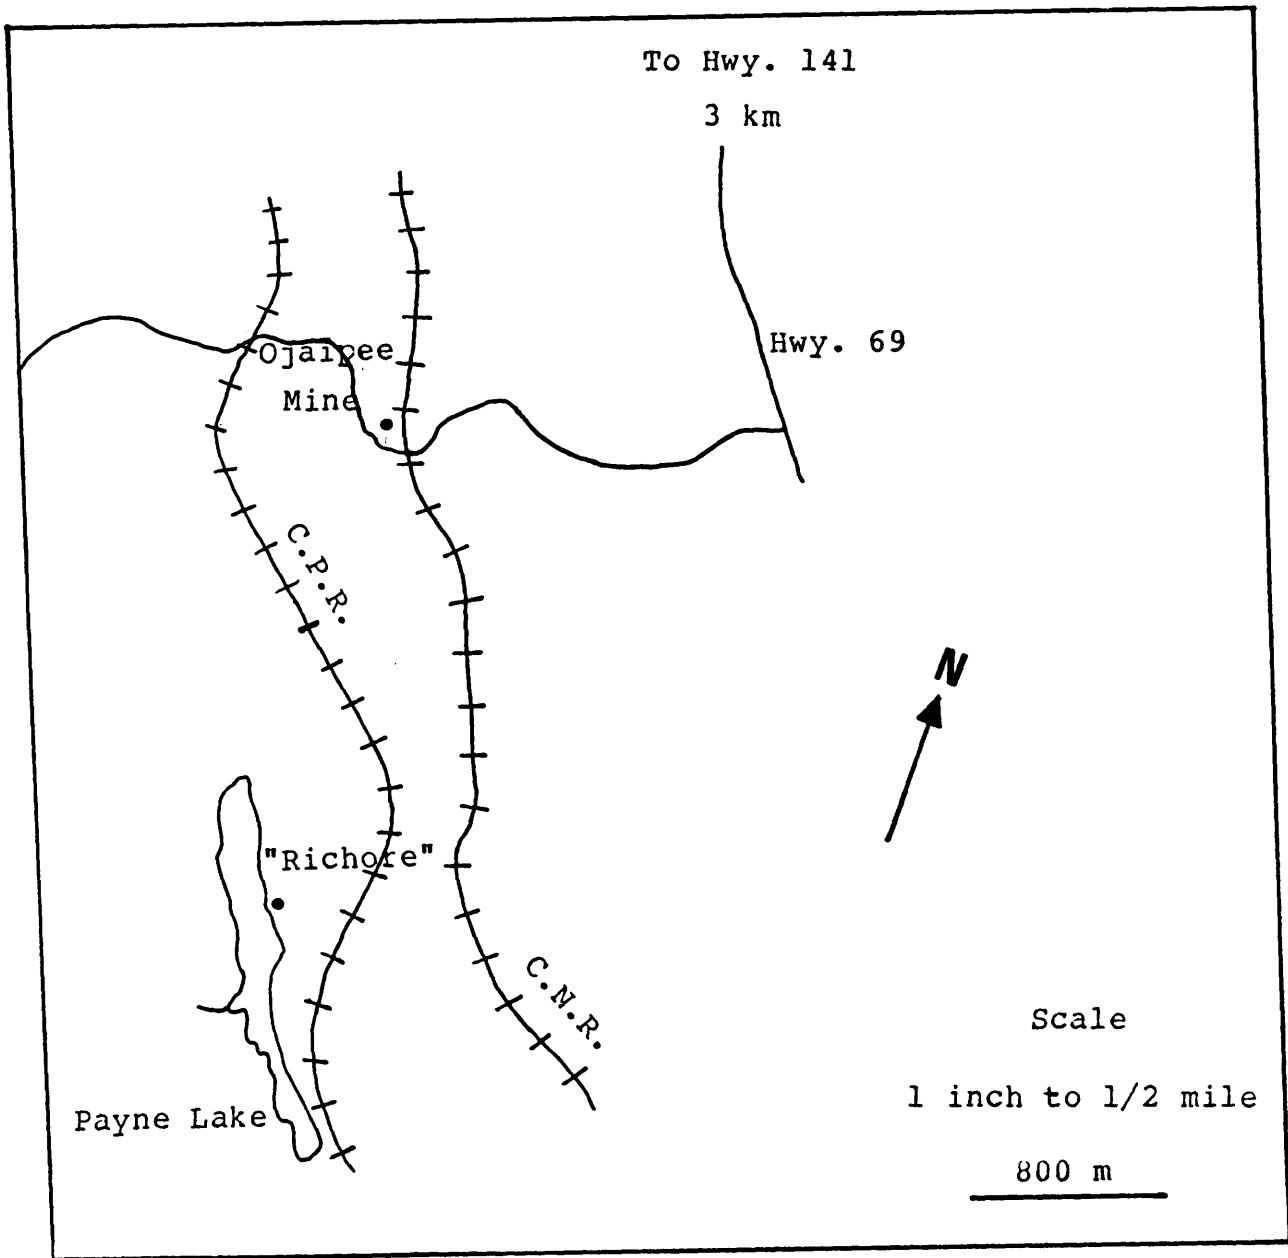 To Hwy. 141
3 km
Hwy. 69
Ojaipee
Mine
C.P.R.
N
"Richore"
C.N.R.
Scale
1 inch to 1/2 mile
Payne Lake
800 m